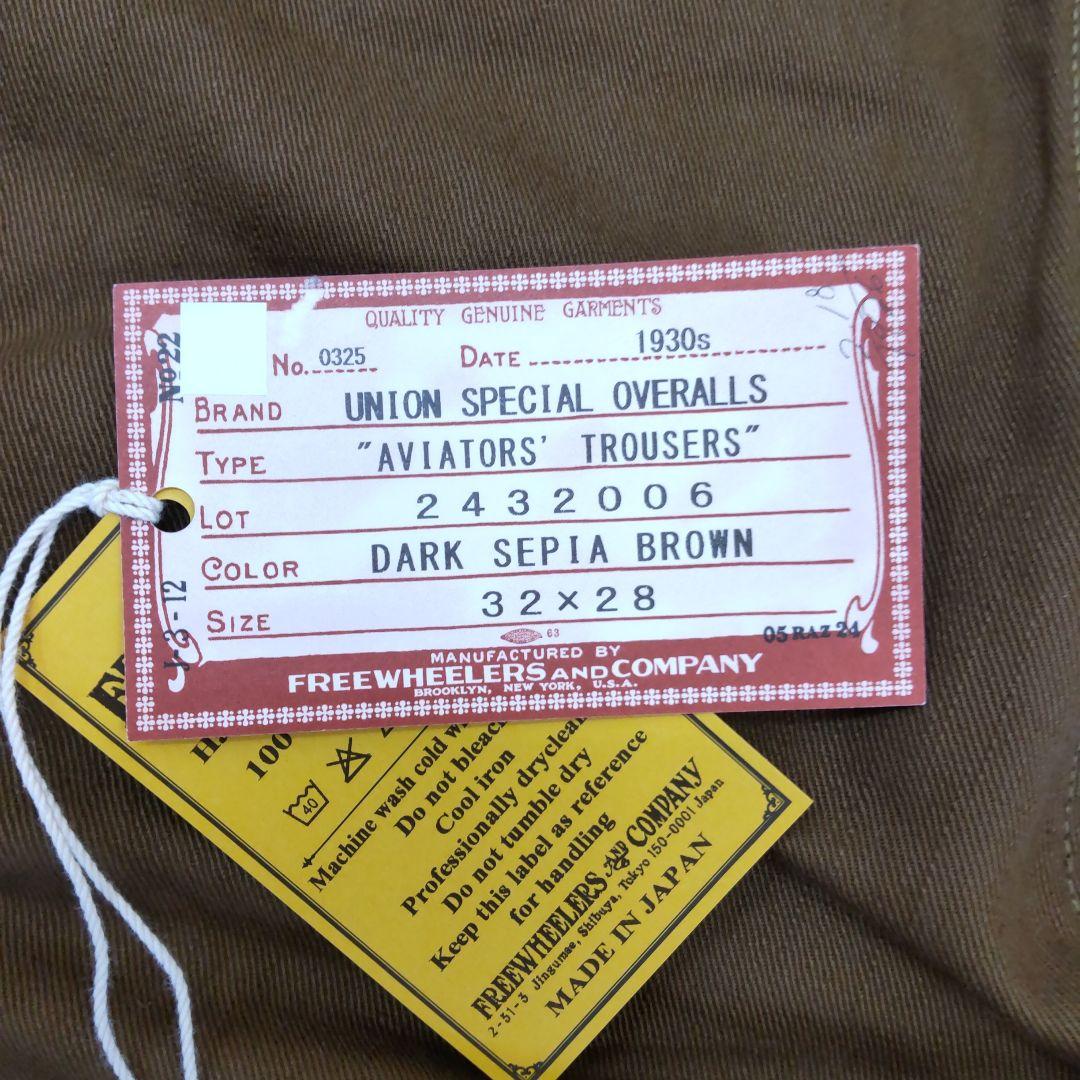 QUALITY GENUINE GARMENTS
No 22
No. 0325 DATE 1930s
BRAND UNION SPECIAL OVERALLS
TYPE "AVIATORS' TROUSERS"
LOT 2432006
COLOR DARK SEPIA BROWN
SIZE 32×28
J-3-12
63
05 RAZ 24
MANUFACTURED BY
FREEWHEELERS AND COMPANY
BROOKLYN, NEW YORK, U.S.A.
100
40
Machine wash cold
Do not bleach
Cool iron
Professionally dryclean
Do not tumble dry
Keep this label as reference
for handling
FREEWHEELERS AND COMPANY
2-31-3 Jingumae, Shibuya, Tokyo 150-0001 Japan
MADE IN JAPAN